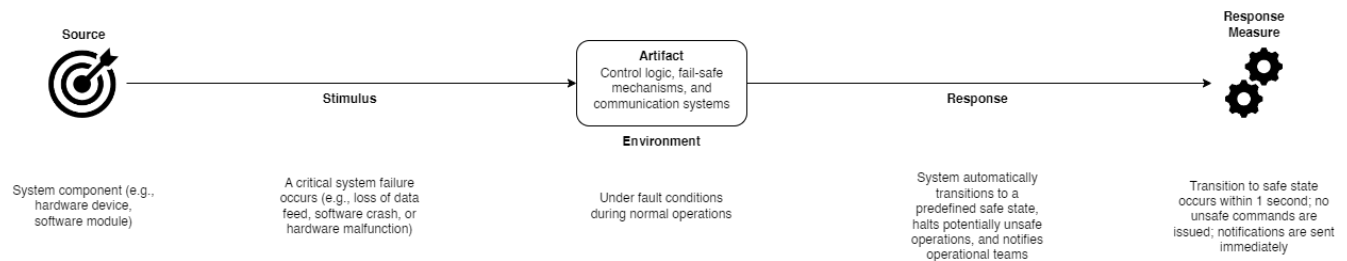 Source
Stimulus
Artifact
Control logic, fail-safe
mechanisms, and
communication systems
Environment
Response
Response
Measure
System component (e.g.,
hardware device,
software module)
A critical system failure
occurs (e.g., loss of data
feed, software crash, or
hardware malfunction)
Under fault conditions
during normal operations
System automatically
transitions to a
predefined safe state,
halts potentially unsafe
operations, and notifies
operational teams
Transition to safe state
occurs within 1 second; no
unsafe commands are
issued; notifications are sent
immediately